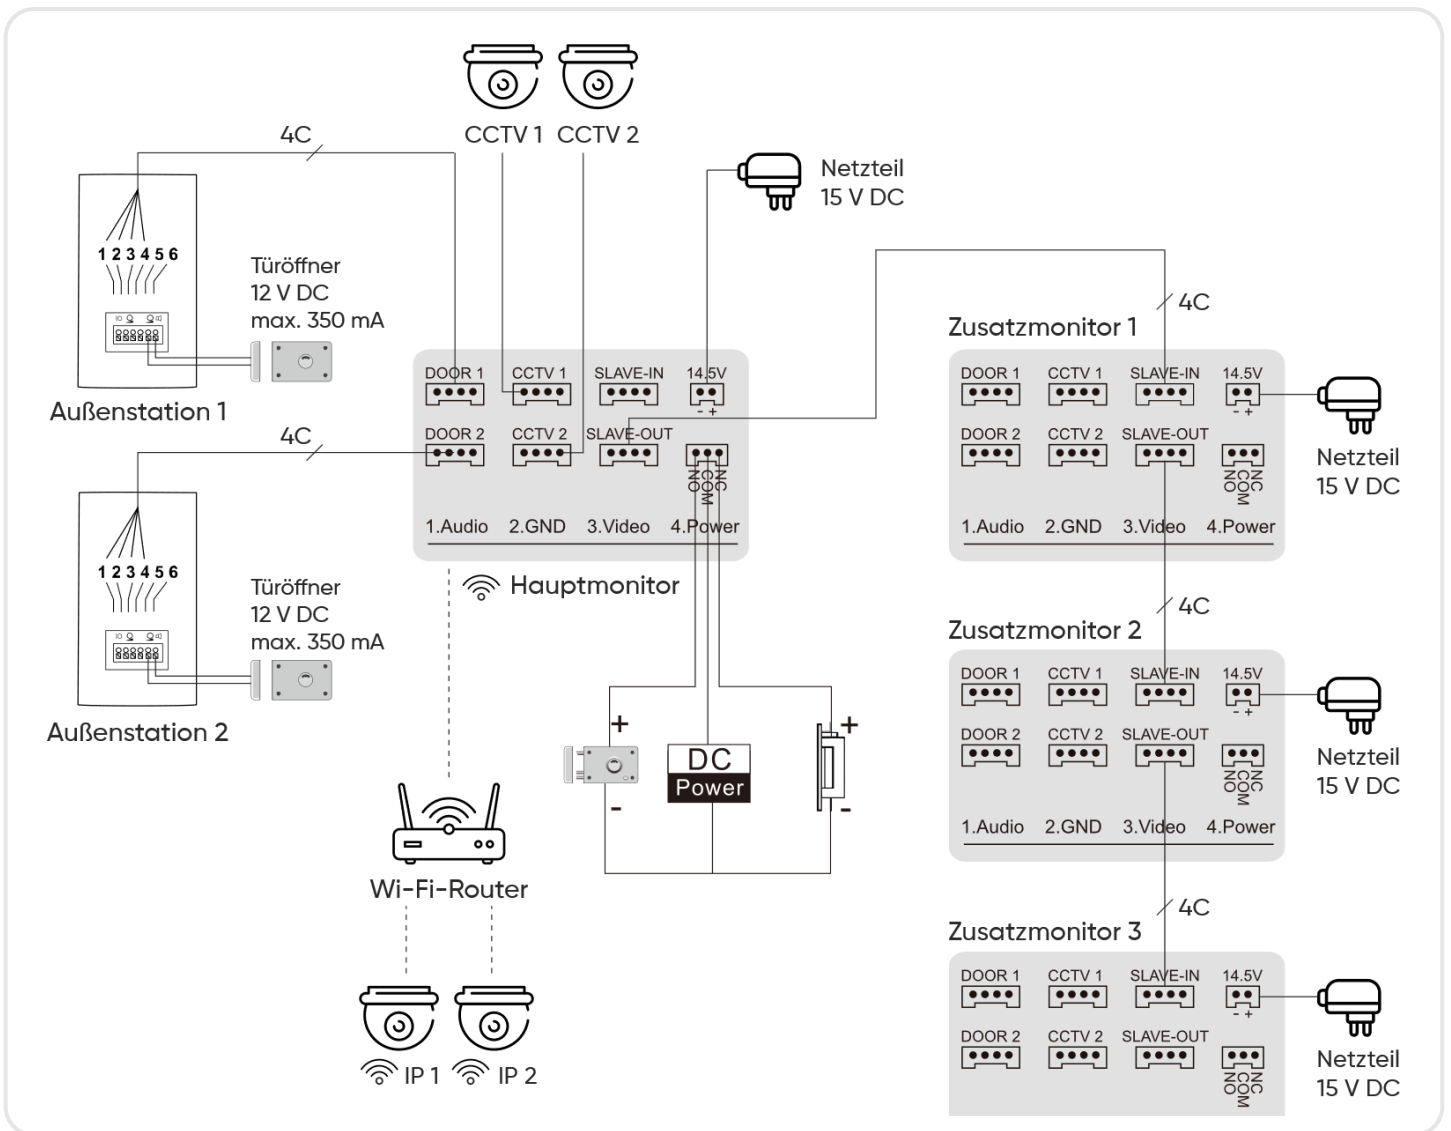 CCTV 1 CCTV 2
4C
Netzteil
15 V DC
1 2 3 4 5 6
Türöffner
12 V DC
max. 350 mA
Außenstation 1
4C
1 2 3 4 5 6
Türöffner
12 V DC
max. 350 mA
Außenstation 2
DOOR 1 CCTV 1 SLAVE-IN 14.5V
- +
DOOR 2 CCTV 2 SLAVE-OUT
NO COM NC
1.Audio 2.GND 3.Video 4.Power
Hauptmonitor
+ +
DC
Power
- -
Wi-Fi-Router
IP 1 IP 2
4C
Zusatzmonitor 1
DOOR 1 CCTV 1 SLAVE-IN 14.5V
- +
DOOR 2 CCTV 2 SLAVE-OUT
NO COM NC
1.Audio 2.GND 3.Video 4.Power
Netzteil
15 V DC
4C
Zusatzmonitor 2
DOOR 1 CCTV 1 SLAVE-IN 14.5V
- +
DOOR 2 CCTV 2 SLAVE-OUT
NO COM NC
1.Audio 2.GND 3.Video 4.Power
Netzteil
15 V DC
4C
Zusatzmonitor 3
DOOR 1 CCTV 1 SLAVE-IN 14.5V
- +
DOOR 2 CCTV 2 SLAVE-OUT
NO COM NC
Netzteil
15 V DC